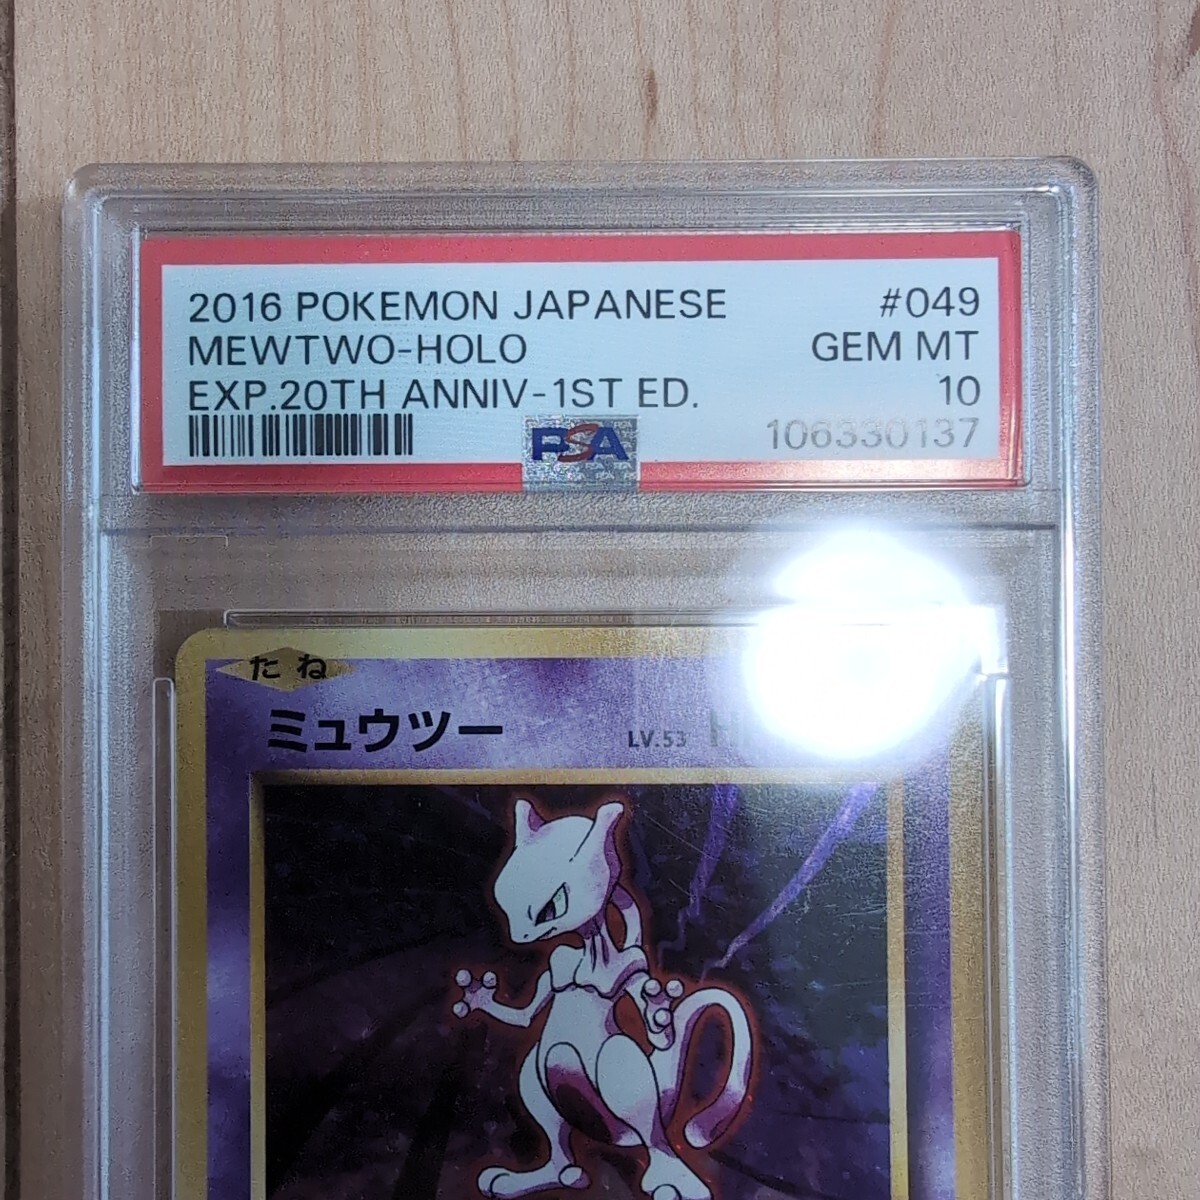 2016 POKEMON JAPANESE #049
MEWTWO-HOLO GEM MT
EXP.20TH ANNIV-1ST ED. 10
PSA 106330137
たね
ミュウツー LV.53